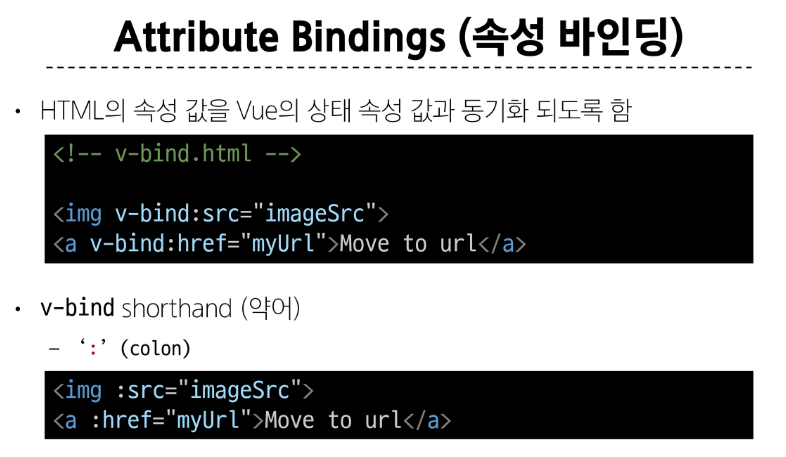 Attribute Bindings (속성 바인딩)
• HTML의 속성 값을 Vue의 상태 속성 값과 동기화 되도록 함
<!-- v-bind.html -->
<img v-bind:src="imageSrc">
<a v-bind:href="myUrl">Move to url</a>
• v-bind shorthand (약어)
– ‘:’ (colon)
<img :src="imageSrc">
<a :href="myUrl">Move to url</a>